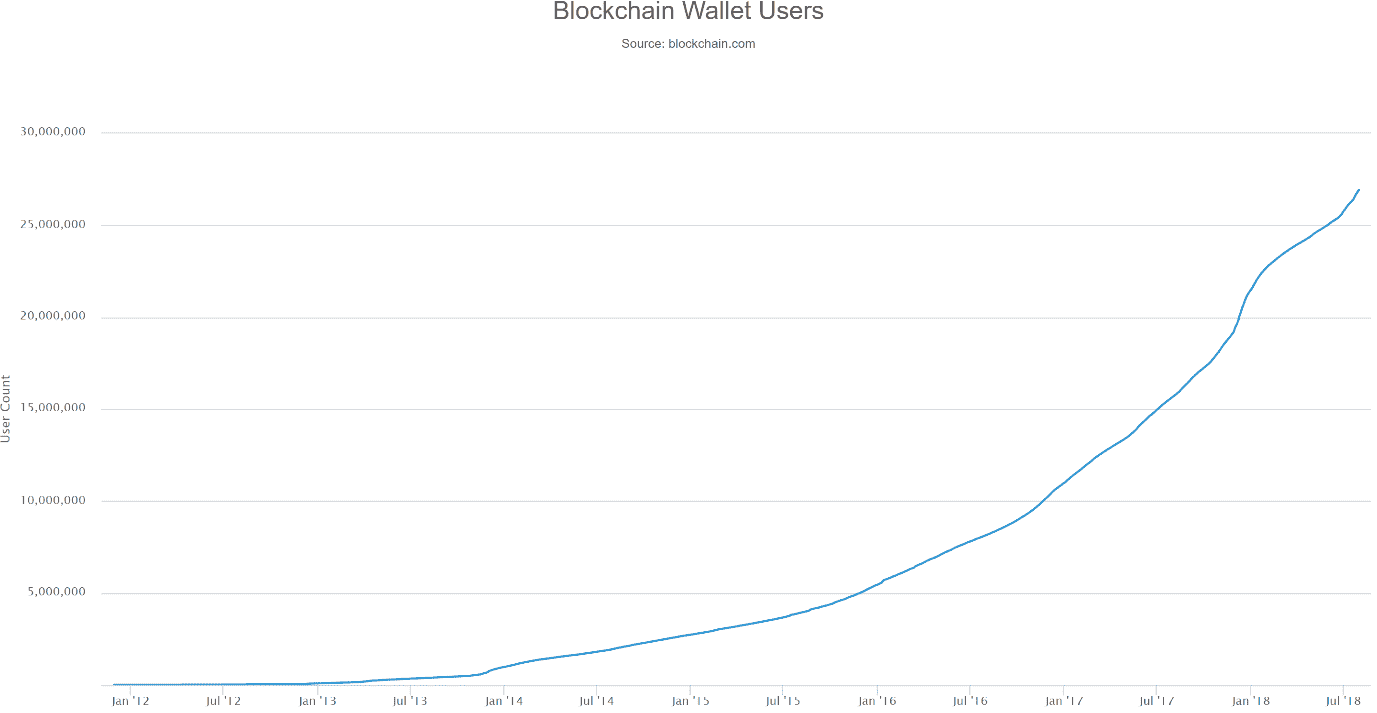 Blockchain Wallet Users
Source: blockchain.com
User Count
30,000,000
25,000,000
20,000,000
15,000,000
10,000,000
5,000,000
Jan '12 Jul '12 Jan '13 Jul '13 Jan '14 Jul '14 Jan '15 Jul '15 Jan '16 Jul '16 Jan '17 Jul '17 Jan '18 Jul '18